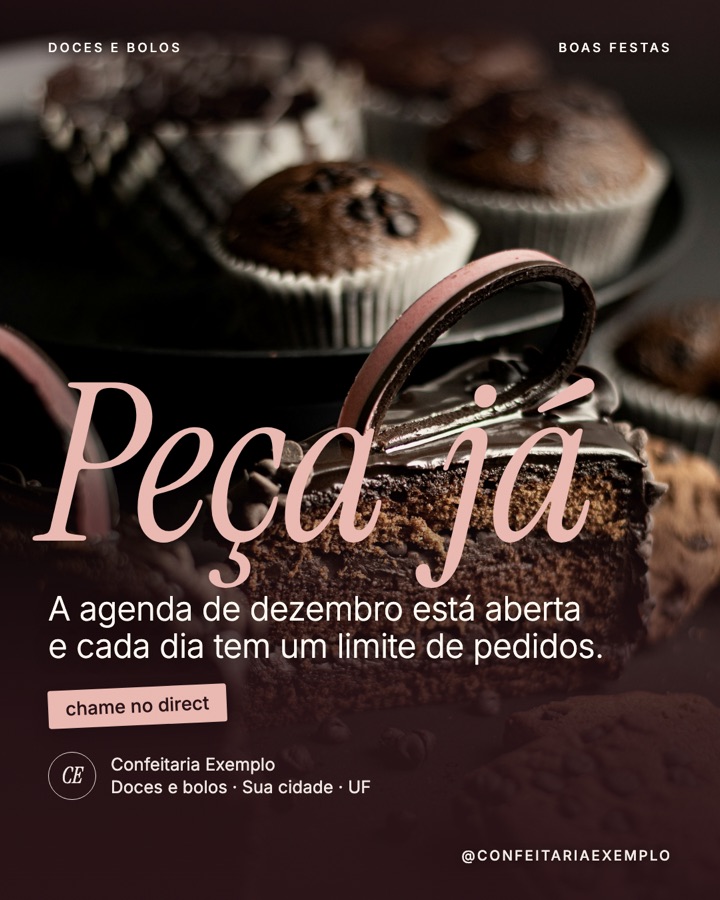 DOCES E BOLOS
BOAS FESTAS
Peça já
A agenda de dezembro está aberta
e cada dia tem um limite de pedidos.
chame no direct
CE
Confeitaria Exemplo
Doces e bolos · Sua cidade · UF
@CONFEITARIAEXEMPLO